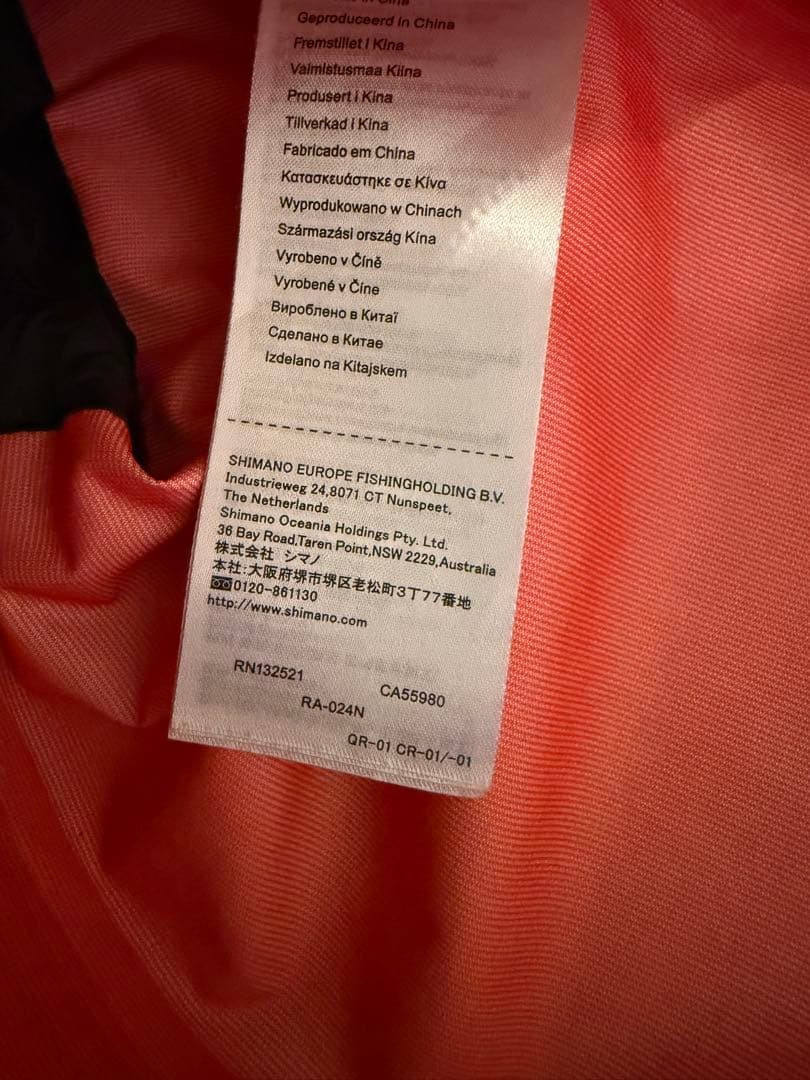 in China
Geproduceerd in China
Fremstillet i Kina
Valmistusmaa Kiina
Produsert i Kina
Tillverkad i Kina
Fabricado em China
Κατασκευάστηκε σε Κίνα
Wyprodukowano w Chinach
Származási ország Kína
Vyrobeno v Číně
Vyrobené v Číne
Вироблено в Китаї
Сделано в Китае
Izdelano na Kitajskem
SHIMANO EUROPE FISHINGHOLDING B.V.
Industrieweg 24,8071 CT Nunspeet,
The Netherlands
Shimano Oceania Holdings Pty. Ltd.
36 Bay Road,Taren Point,NSW 2229,Australia
株式会社 シマノ
本社:大阪府堺市堺区老松町3丁77番地
0120-861130
http://www.shimano.com
RN132521
CA55980
RA-024N
QR-01 CR-01/-01